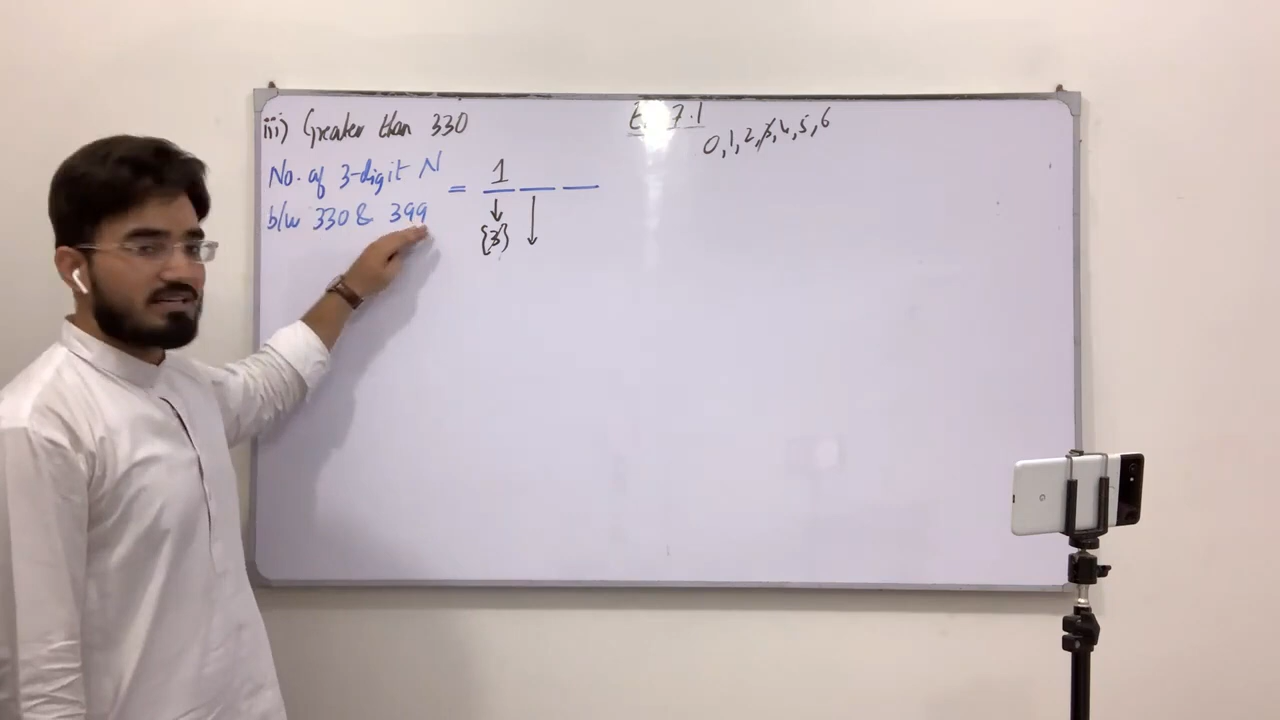 iii) Greater than 330
Ex 7.1
0,1,2,3,4,5,6
No. of 3-digit N
b/w 330 & 399
= 1 _ _
{3}